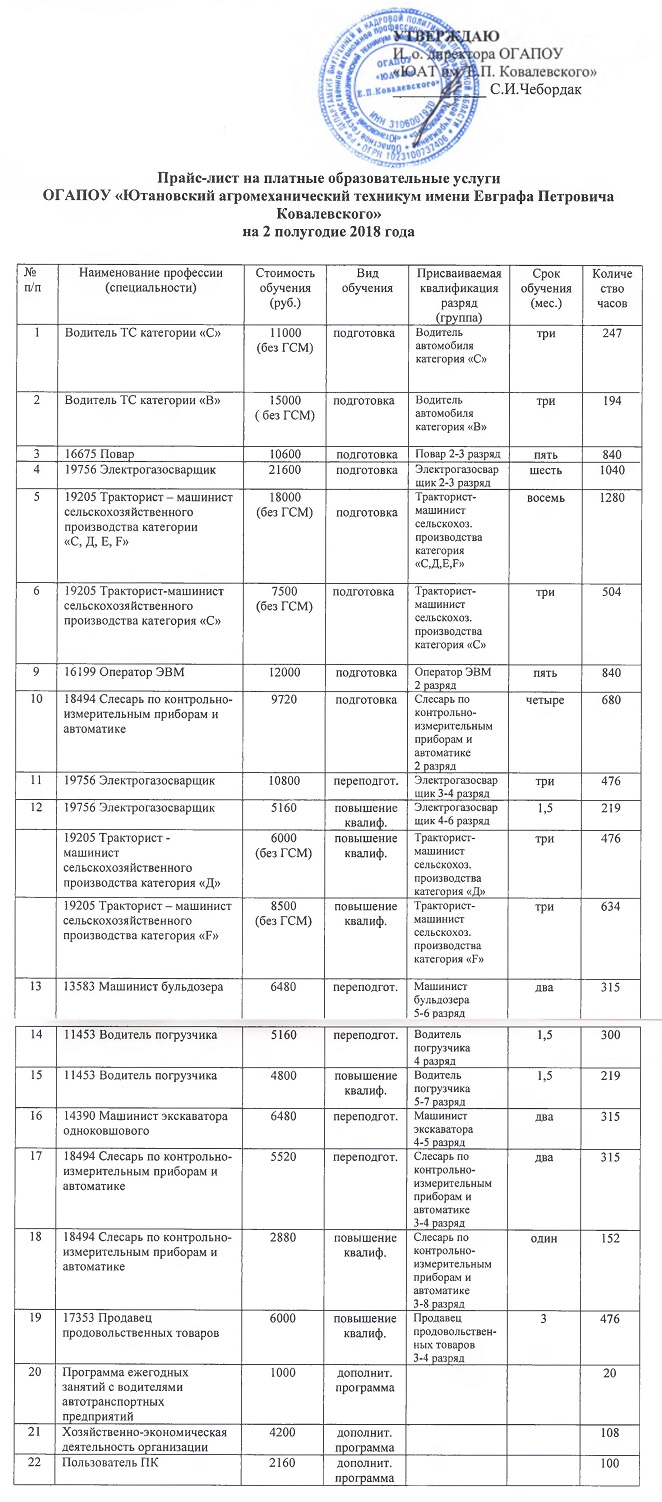 УТВЕРЖДАЮ
И. о. директора ОГАПОУ
«ЮАТ им. Е.П. Ковалевского»
С.И.Чебордак
ОГАПОУ
«ЮАТ им.
Е.П.Ковалевского»
ИНН 3106001930
ОГРН 1023100737406
Прайс-лист на платные образовательные услуги
ОГАПОУ «Ютановский агромеханический техникум имени Евграфа Петровича
Ковалевского»
на 2 полугодие 2018 года
№ Наименование профессии Стоимость Вид Присваиваемая Срок Количе
п/п (специальности) обучения обучения квалификация обучения ство
(руб.) разряд (мес.) часов
(группа)
1 Водитель ТС категории «С» 11000 подготовка Водитель три 247
(без ГСМ) автомобиля
категория «С»
2 Водитель ТС категории «В» 15000 подготовка Водитель три 194
( без ГСМ) автомобиля
категория «В»
3 16675 Повар 10600 подготовка Повар 2-3 разряд пять 840
4 19756 Электрогазосварщик 21600 подготовка Электрогазосвар шесть 1040
щик 2-3 разряд
5 19205 Тракторист – машинист 18000 Тракторист- восемь 1280
сельскохозяйственного (без ГСМ) подготовка машинист
производства категории сельскохоз.
«С, Д, Е, F» производства
категория
«С,Д,Е,F»
6 19205 Тракторист-машинист 7500 подготовка Тракторист- три 504
сельскохозяйственного (без ГСМ) машинист
производства категория «С» сельскохоз.
производства
категория «С»
9 16199 Оператор ЭВМ 12000 подготовка Оператор ЭВМ пять 840
2 разряд
10 18494 Слесарь по контрольно- 9720 подготовка Слесарь по четыре 680
измерительным приборам и контрольно-
автоматике измерительным
приборам и
автоматике
2 разряд
11 19756 Электрогазосварщик 10800 переподгот. Электрогазосвар три 476
щик 3-4 разряд
12 19756 Электрогазосварщик 5160 повышение Электрогазосвар 1,5 219
квалиф. щик 4-6 разряд
19205 Тракторист - 6000 повышение Тракторист- три 476
машинист (без ГСМ) квалиф. машинист
сельскохозяйственного сельскохоз.
производства категория «Д» производства
категория «Д»
19205 Тракторист – машинист 8500 повышение Тракторист- три 634
сельскохозяйственного (без ГСМ) квалиф. машинист
производства категория «F» сельскохоз.
производства
категория «F»
13 13583 Машинист бульдозера 6480 переподгот. Машинист два 315
бульдозера
5-6 разряд
14 11453 Водитель погрузчика 5160 переподгот. Водитель 1,5 300
погрузчика
4 разряд
15 11453 Водитель погрузчика 4800 повышение Водитель 1,5 219
квалиф. погрузчика
5-7 разряд
16 14390 Машинист экскаватора 6480 переподгот. Машинист два 315
одноковшового экскаватора
4-5 разряд
17 18494 Слесарь по контрольно- 5520 переподгот. Слесарь по два 315
измерительным приборам и контрольно-
автоматике измерительным
приборам и
автоматике
3-4 разряд
18 18494 Слесарь по контрольно- 2880 повышение Слесарь по один 152
измерительным приборам и квалиф. контрольно-
автоматике измерительным
приборам и
автоматике
3-8 разряд
19 17353 Продавец 6000 повышение Продавец 3 476
продовольственных товаров квалиф. продовольствен-
ных товаров
3-4 разряд
20 Программа ежегодных 1000 дополнит. 20
занятий с водителями программа
автотранспортных
предприятий
21 Хозяйственно-экономическая 4200 дополнит. 108
деятельность организации программа
22 Пользователь ПК 2160 дополнит. 100
программа